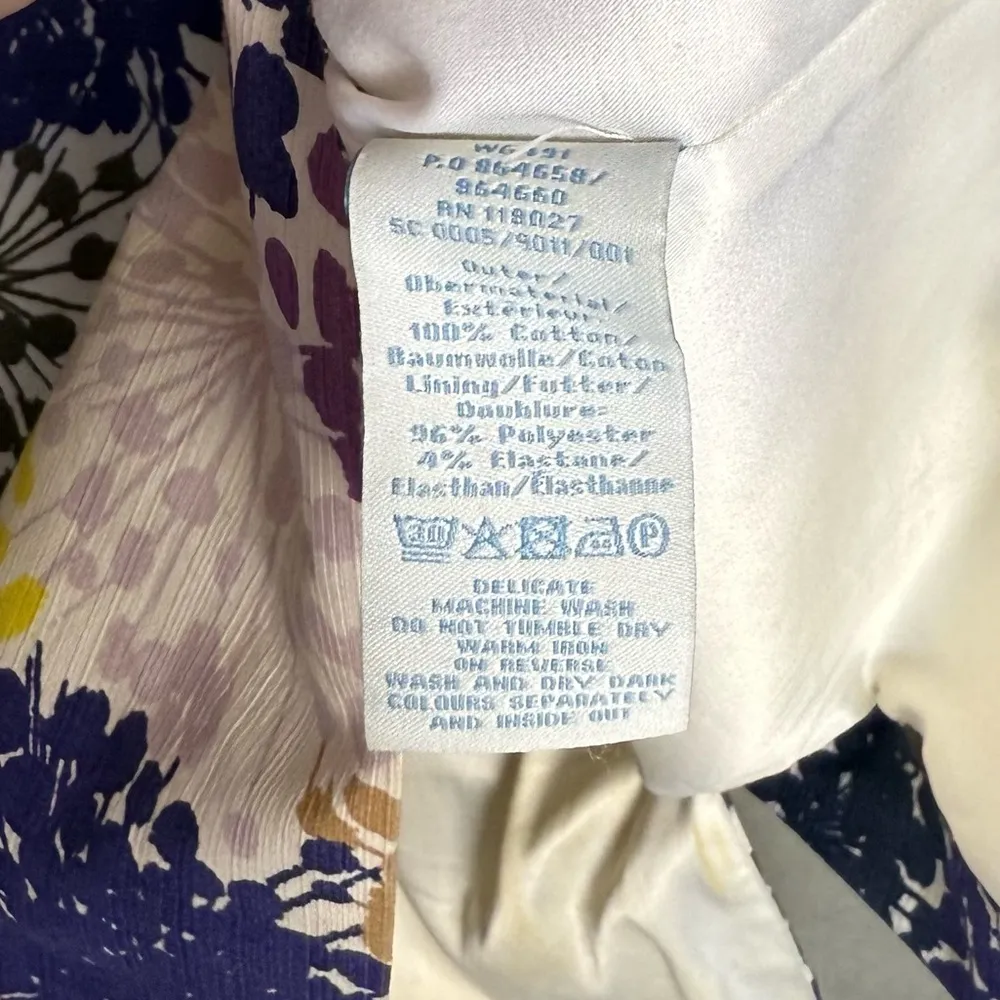 WG 491
P.O 864658/
864660
RN 118027
SC 0005/9011/001
Outer/
Obermaterial/
Extérieur
100% Cotton/
Baumwolle/Coton
Lining/Futter/
Doublure:
96% Polyester
4% Elastane/
Elasthan/Élasthanne
30 P
DELICATE
MACHINE WASH
DO NOT TUMBLE DRY
WARM IRON
ON REVERSE
WASH AND DRY DARK
COLOURS SEPARATELY
AND INSIDE OUT